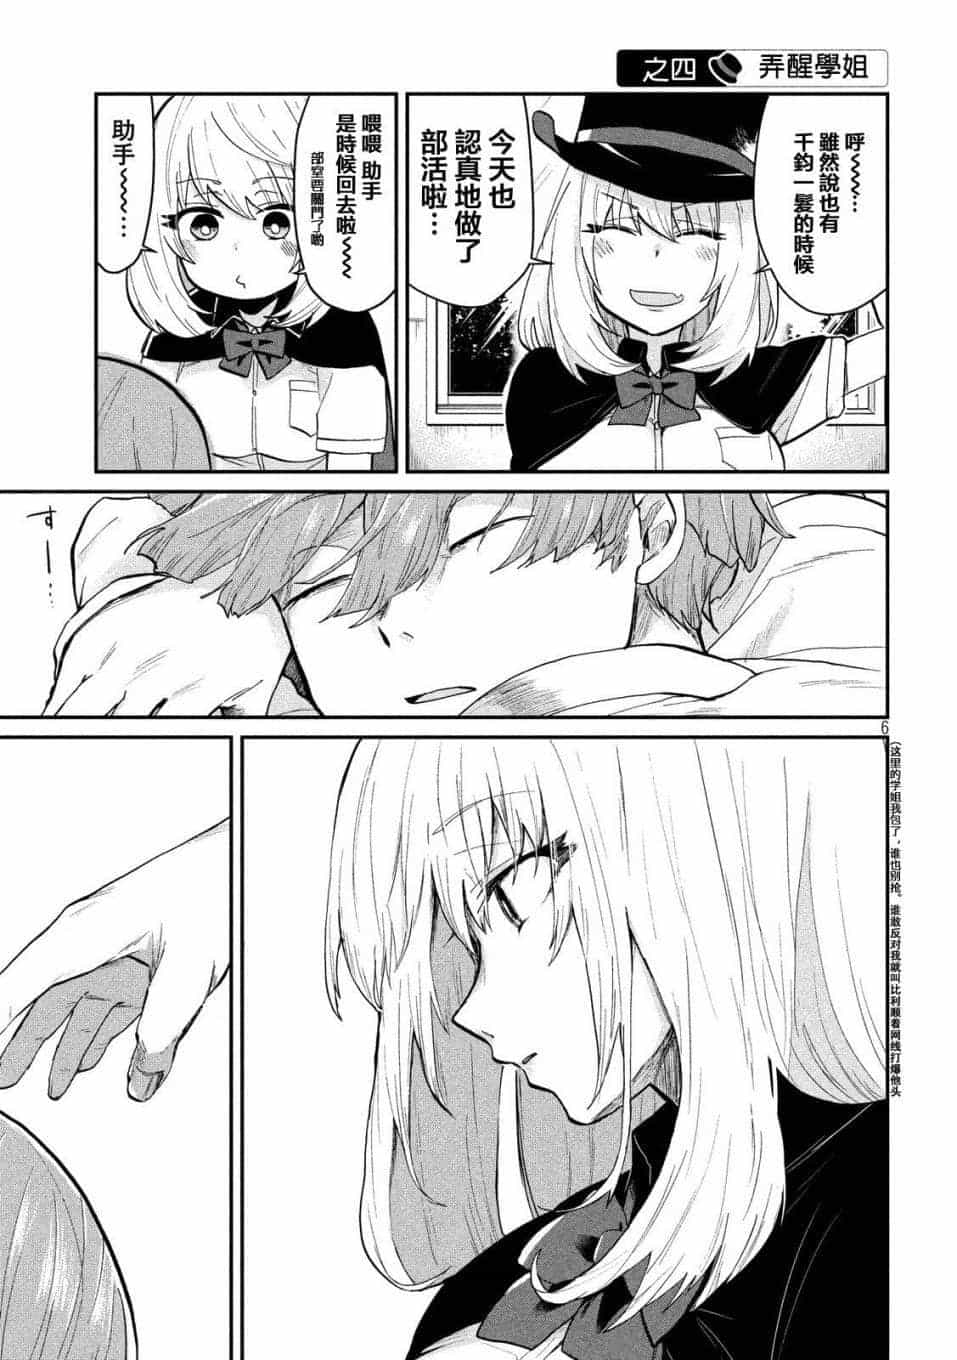 之四 弄醒學姐
呼~~~……
雖然說也有
千鈞一髮的時候
今天也
認真地做了
部活啦…
喂喂 助手
是時候回去啦~~~
部室要關門了喲
助手~~~…
すー…
6
(这里的学姐我包了，谁也别抢。谁敢反对我就叫比利顺着网线打爆他头